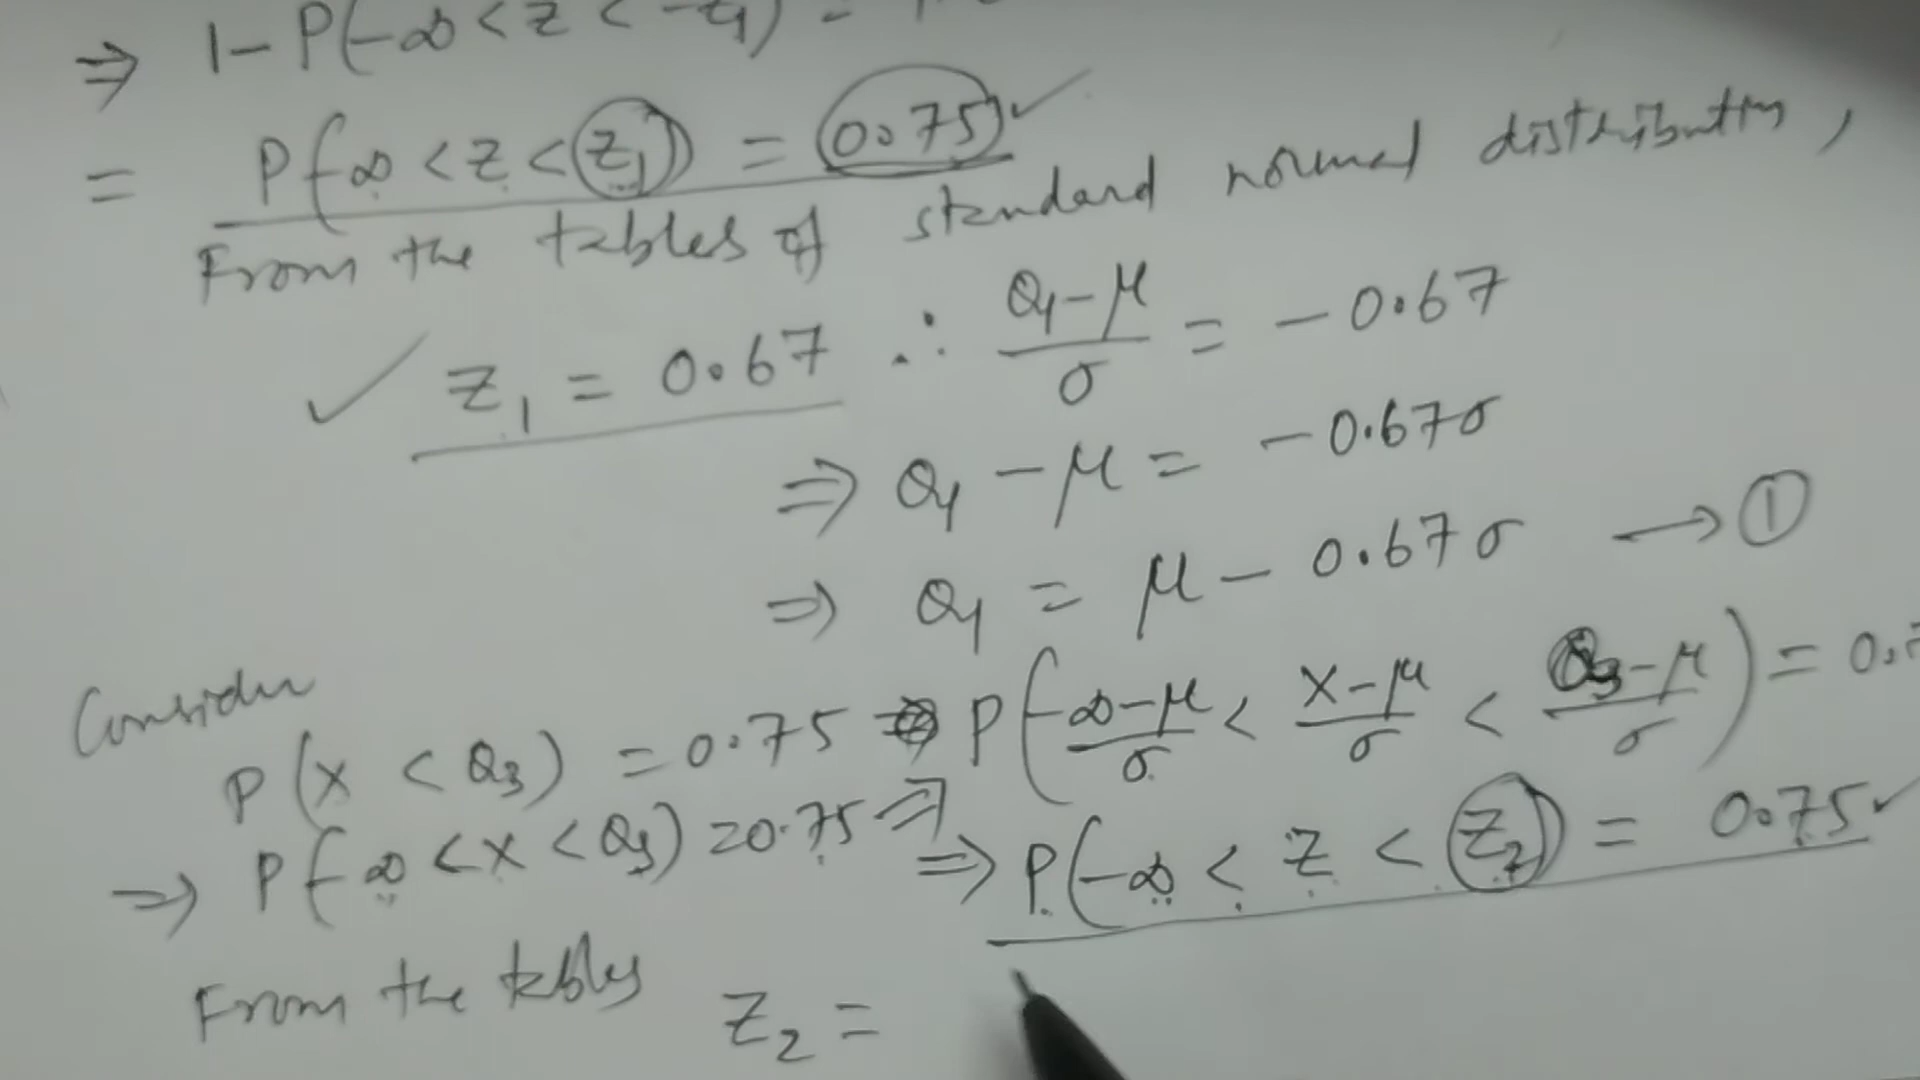 ⇒ 1-P(-∞<z<-z1) =
= P(-∞<z<z1) = 0.75 ✓
From the tables of standard normal distribution,
✓ z1 = 0.67 ∴ (Q1-μ)/σ = -0.67
⇒ Q1-μ = -0.67σ
⇒ Q1 = μ-0.67σ → ①
Consider
P(X < Q3) = 0.75 ⇒ P(-∞-μ/σ < X-μ/σ < Q3-μ/σ) = 0.
⇒ P(-∞<X<Q3)=0.75 ⇒
⇒ P(-∞ < z < z2) = 0.75 ✓
From the tables z2 =